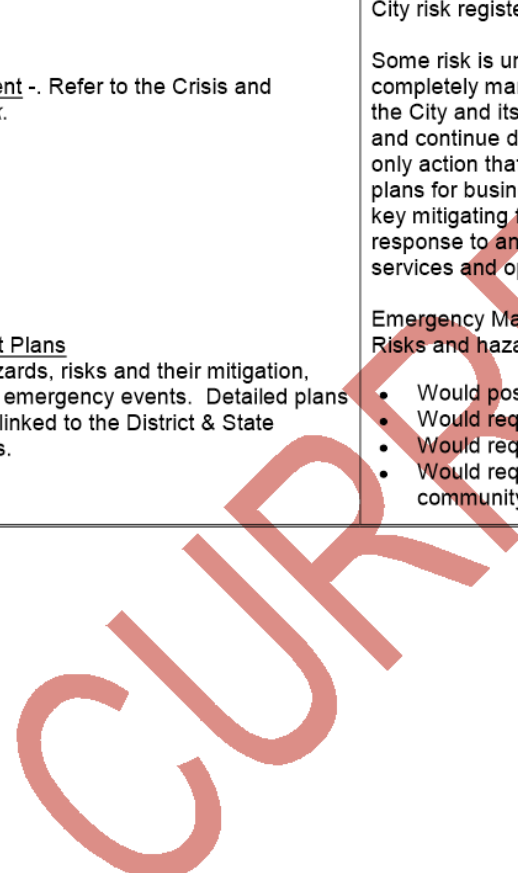 ent -. Refer to the Crisis and
.
t Plans
zards, risks and their mitigation,
emergency events. Detailed plans
linked to the District & State
s.
City risk registe
Some risk is un
completely ma
the City and its
and continue d
only action tha
plans for busin
key mitigating
response to an
services and op
Emergency Ma
Risks and haza
• Would pos
• Would req
• Would req
• Would req
community
CURR